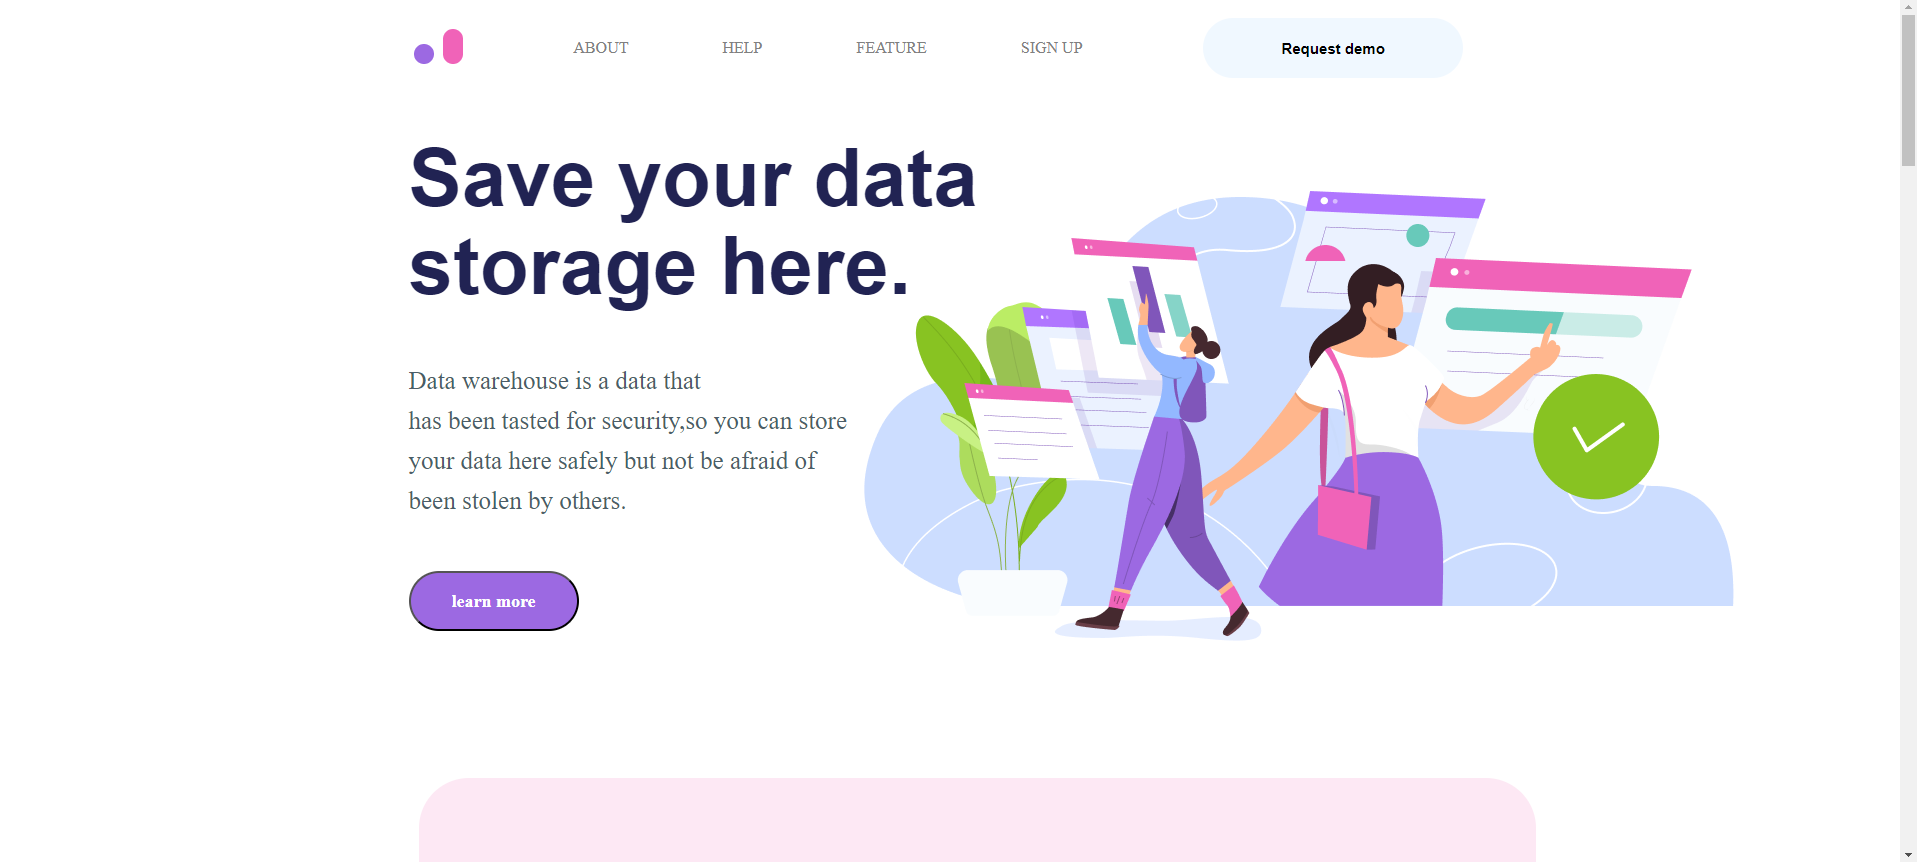 ABOUT HELP FEATURE SIGN UP Request demo
Save your data
storage here.
Data warehouse is a data that
has been tasted for security,so you can store
your data here safely but not be afraid of
been stolen by others.
learn more